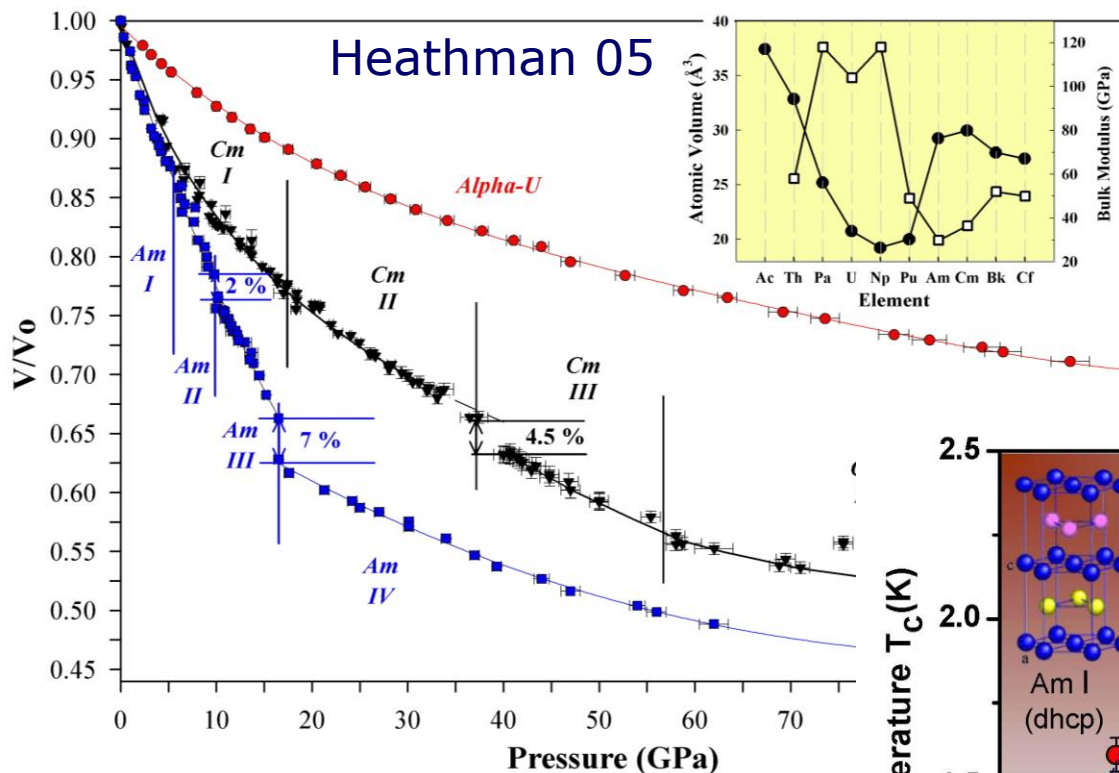 Heathman 05
V/Vo
1.00
0.95
0.90
0.85
0.80
0.75
0.70
0.65
0.60
0.55
0.50
0.45
0 10 20 30 40 50 60 70
Pressure (GPa)
Cm
I
Alpha-U
Am
I
2 %
Cm
II
Am
II
Cm
III
Am
III
7 %
4.5 %
Am
IV
Atomic Volume (Å³)
40
35
30
25
20
Bulk Modulus (GPa)
120
100
80
60
40
20
Ac Th Pa U Np Pu Am Cm Bk Cf
Element
2.5
2.0
erature T_C(K)
c
a
Am I
(dhcp)